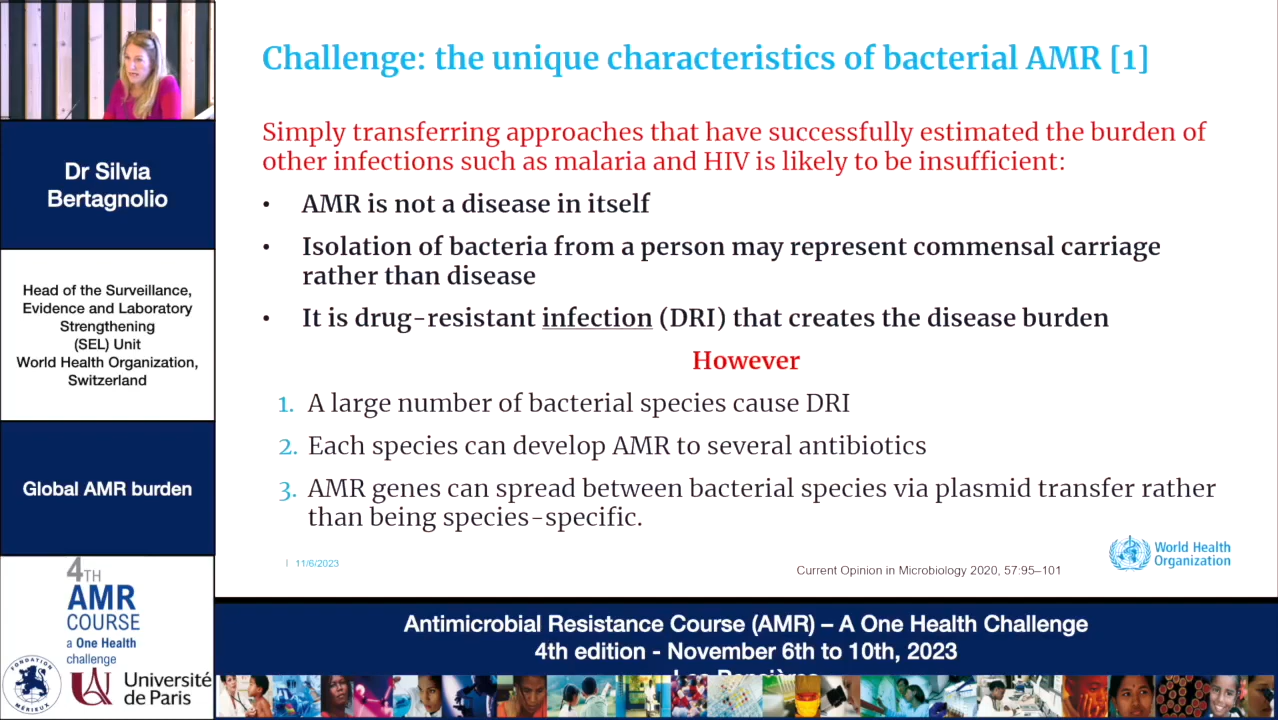 Challenge: the unique characteristics of bacterial AMR [1]
Simply transferring approaches that have successfully estimated the burden of
other infections such as malaria and HIV is likely to be insufficient:
• AMR is not a disease in itself
• Isolation of bacteria from a person may represent commensal carriage
rather than disease
• It is drug-resistant infection (DRI) that creates the disease burden
However
1. A large number of bacterial species cause DRI
2. Each species can develop AMR to several antibiotics
3. AMR genes can spread between bacterial species via plasmid transfer rather
than being species-specific.
11/6/2023
Current Opinion in Microbiology 2020, 57:95–101
World Health
Organization
Dr Silvia
Bertagnolio
Head of the Surveillance,
Evidence and Laboratory
Strengthening
(SEL) Unit
World Health Organization,
Switzerland
Global AMR burden
4TH
AMR
COURSE
a One Health
challenge
FONDATION
MÉRIEUX
Université
de Paris
Antimicrobial Resistance Course (AMR) – A One Health Challenge
4th edition - November 6th to 10th, 2023